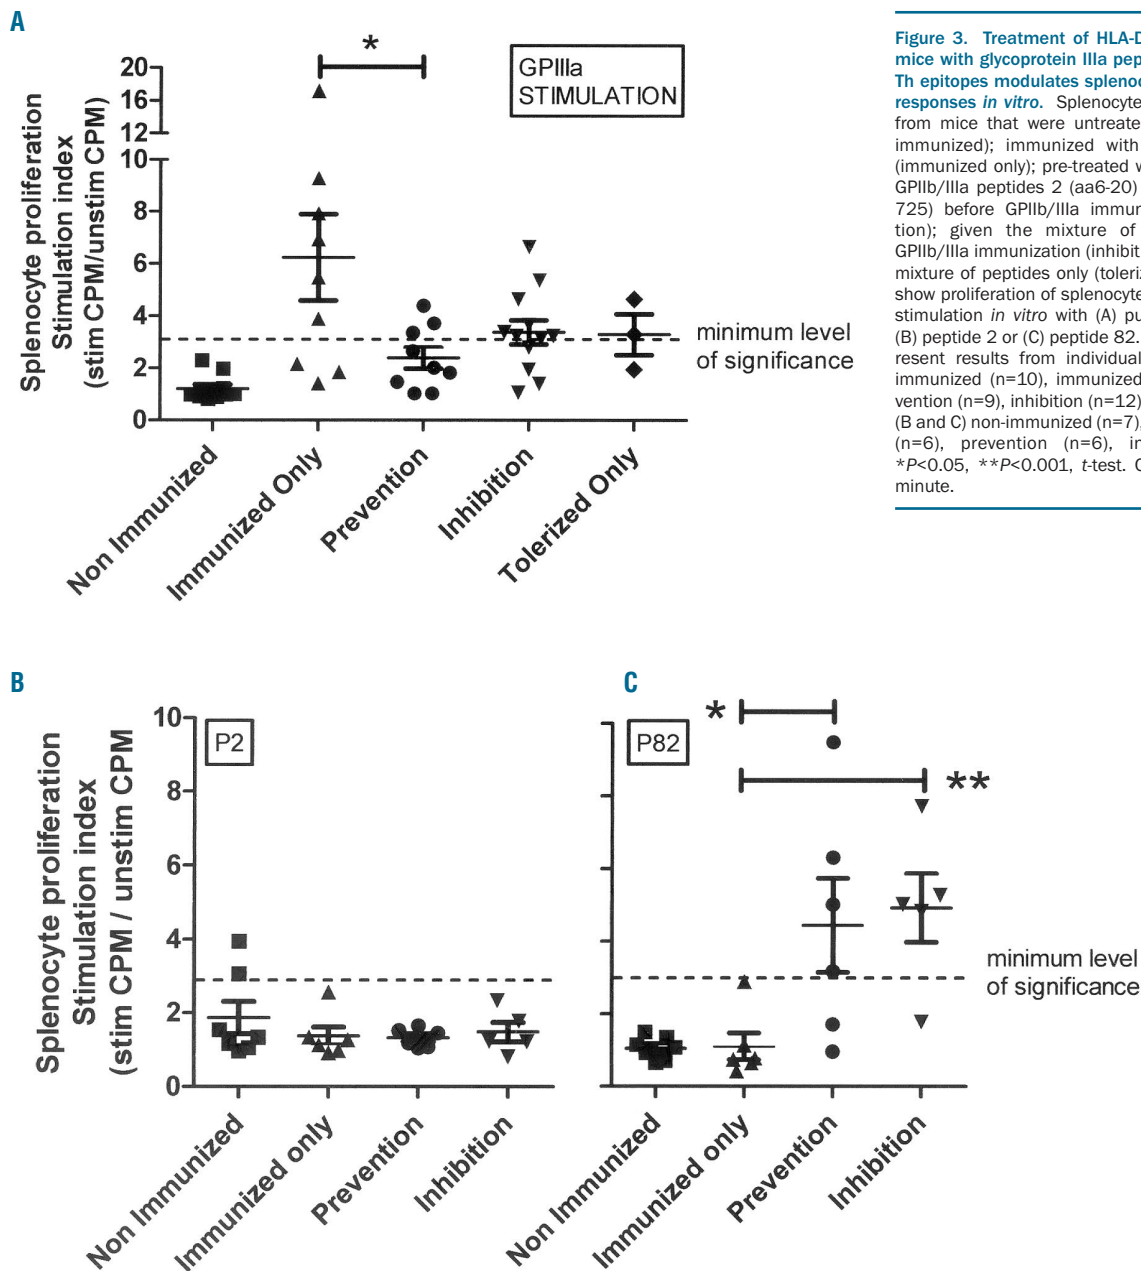 A
*
20
16
12
10
8
6
4
2
0
Splenocyte proliferation
Stimulation index
(stim CPM/unstim CPM)
GPIIIa
STIMULATION
minimum level
of significance
Non Immunized
Immunized Only
Prevention
Inhibition
Tolerized Only
Figure 3. Treatment of HLA-D
mice with glycoprotein IIIa pep
Th epitopes modulates splenoc
responses in vitro. Splenocyte
from mice that were untreate
immunized); immunized with
(immunized only); pre-treated w
GPIIb/IIIa peptides 2 (aa6-20)
725) before GPIIb/IIIa immun
tion); given the mixture of
GPIIb/IIIa immunization (inhibit
mixture of peptides only (toleriz
show proliferation of splenocyte
stimulation in vitro with (A) pu
(B) peptide 2 or (C) peptide 82.
resent results from individual
immunized (n=10), immunized
vention (n=9), inhibition (n=12)
(B and C) non-immunized (n=7),
(n=6), prevention (n=6), in
*P<0.05, **P<0.001, t-test. C
minute.
B
10
8
6
4
2
0
Splenocyte proliferation
Stimulation index
(stim CPM / unstim CPM
P2
Non Immunized
Immunized only
Prevention
Inhibition
C
*
**
P82
minimum level
of significance
Non Immunized
Immunized only
Prevention
Inhibition